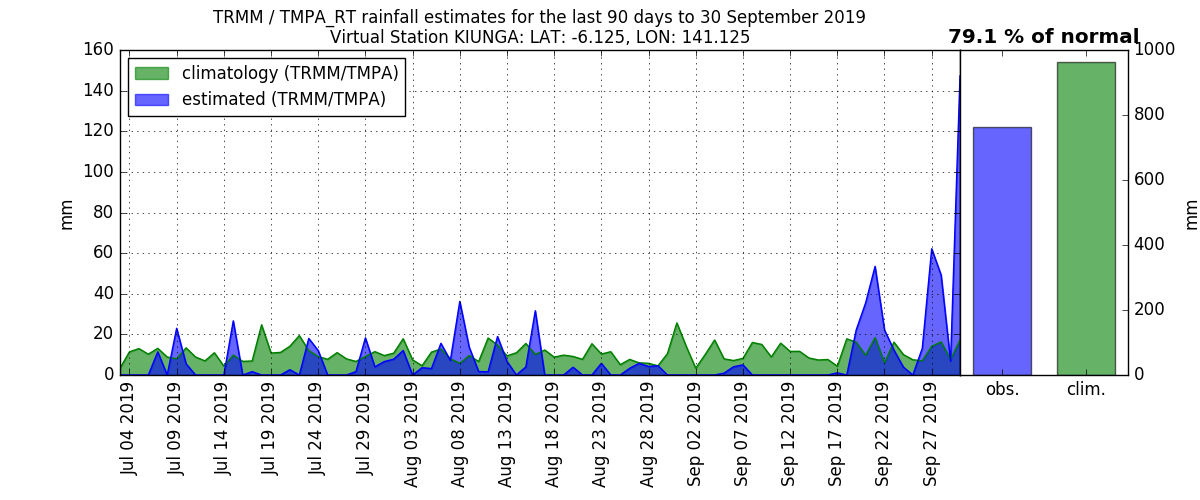 TRMM / TMPA_RT rainfall estimates for the last 90 days to 30 September 2019
Virtual Station KIUNGA: LAT: -6.125, LON: 141.125
79.1 % of normal
climatology (TRMM/TMPA)
estimated (TRMM/TMPA)
160
140
120
100
80
60
40
20
0
mm
Jul 04 2019
Jul 09 2019
Jul 14 2019
Jul 19 2019
Jul 24 2019
Jul 29 2019
Aug 03 2019
Aug 08 2019
Aug 13 2019
Aug 18 2019
Aug 23 2019
Aug 28 2019
Sep 02 2019
Sep 07 2019
Sep 12 2019
Sep 17 2019
Sep 22 2019
Sep 27 2019
obs.
clim.
1000
800
600
400
200
0
mm